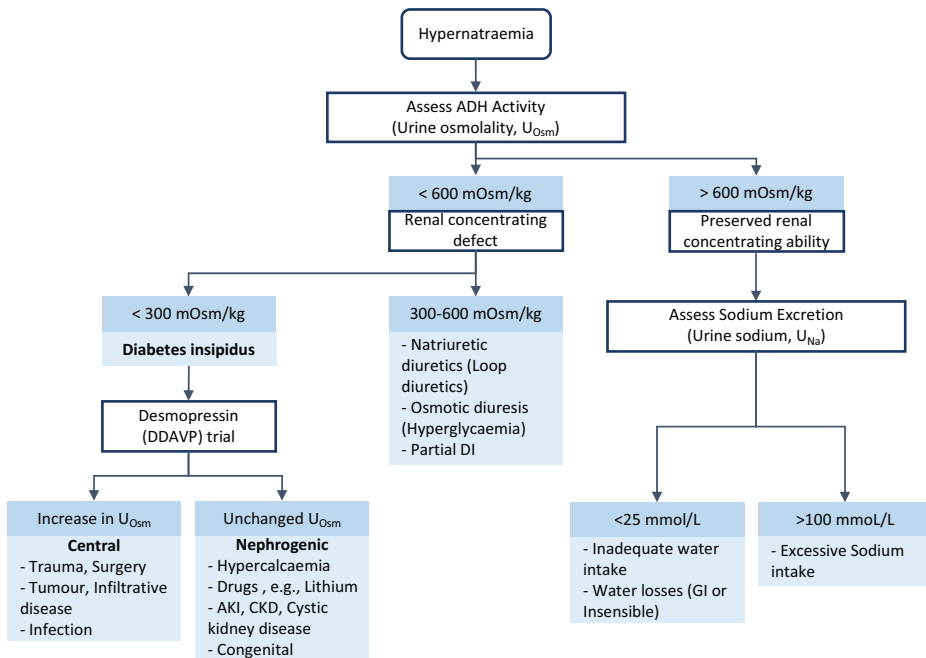 Hypernatraemia
Assess ADH Activity
(Urine osmolality, U_Osm)
< 600 mOsm/kg
Renal concentrating
defect
> 600 mOsm/kg
Preserved renal
concentrating ability
< 300 mOsm/kg
Diabetes insipidus
300-600 mOsm/kg
- Natriuretic
diuretics (Loop
diuretics)
- Osmotic diuresis
(Hyperglycaemia)
- Partial DI
Assess Sodium Excretion
(Urine sodium, U_Na)
Desmopressin
(DDAVP) trial
Increase in U_Osm
Central
- Trauma, Surgery
- Tumour, Infiltrative
disease
- Infection
Unchanged U_Osm
Nephrogenic
- Hypercalcaemia
- Drugs , e.g., Lithium
- AKI, CKD, Cystic
kidney disease
- Congenital
<25 mmol/L
- Inadequate water
intake
- Water losses (GI or
Insensible)
>100 mmoL/L
- Excessive Sodium
intake